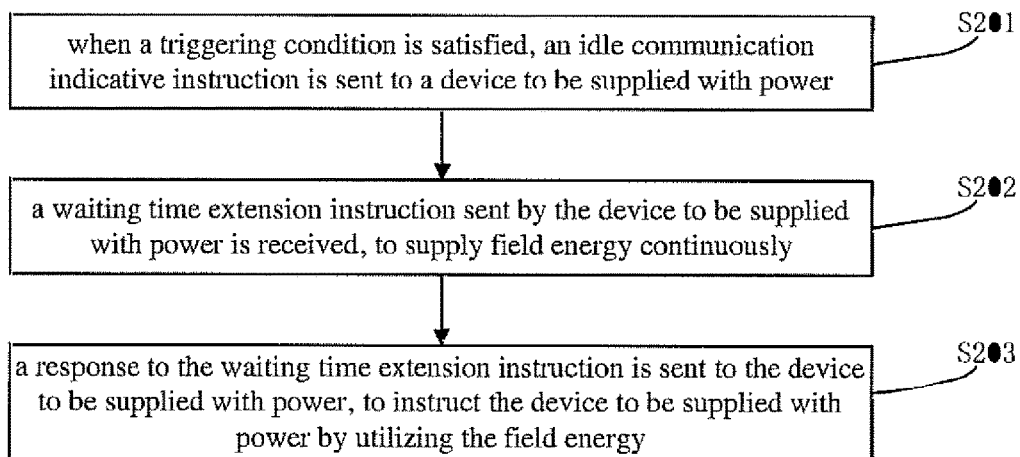 when a triggering condition is satisfied, an idle communication
indicative instruction is sent to a device to be supplied with power
S201
a waiting time extension instruction sent by the device to be supplied
with power is received, to supply field energy continuously
S202
a response to the waiting time extension instruction is sent to the device
to be supplied with power, to instruct the device to be supplied with
power by utilizing the field energy
S203